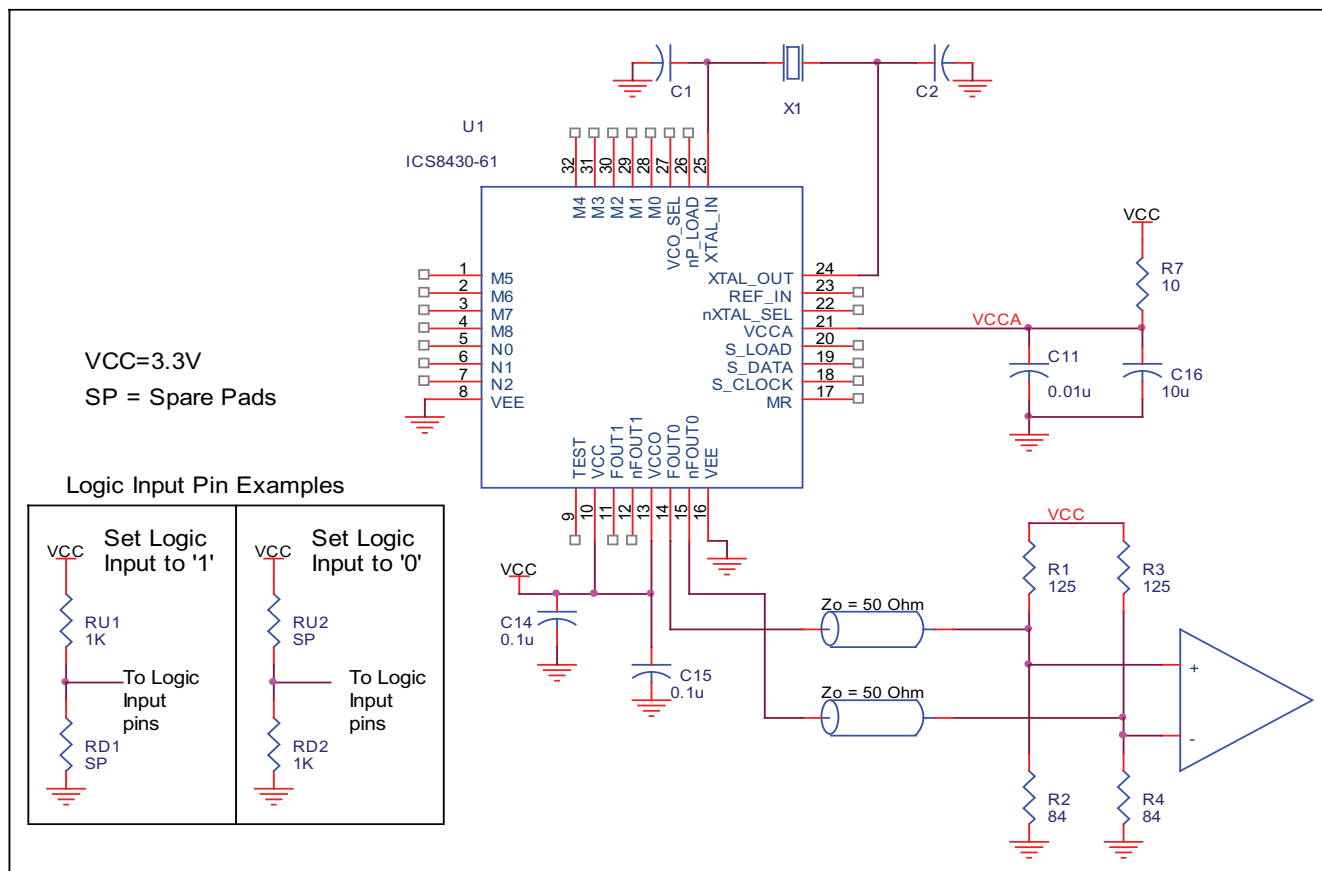 C1
X1
C2
U1
ICS8430-61
32
31
30
29
28
27
26
25
M4
M3
M2
M1
M0
VCO_SEL
nP_LOAD
XTAL_IN
1
2
3
4
5
6
7
8
M5
M6
M7
M8
N0
N1
N2
VEE
XTAL_OUT
REF_IN
nXTAL_SEL
VCCA
S_LOAD
S_DATA
S_CLOCK
MR
24
23
22
21
20
19
18
17
VCCA
VCC
R7
10
C11
0.01u
C16
10u
VCC=3.3V
SP = Spare Pads
TEST
VCC
FOUT1
nFOUT1
VCCO
FOUT0
nFOUT0
VEE
9
10
11
12
13
14
15
16
Logic Input Pin Examples
VCC
Set Logic
Input to '1'
RU1
1K
To Logic
Input
pins
RD1
SP
VCC
Set Logic
Input to '0'
RU2
SP
To Logic
Input
pins
RD2
1K
VCC
C14
0.1u
C15
0.1u
Zo = 50 Ohm
Zo = 50 Ohm
VCC
R1
125
R3
125
+
-
R2
84
R4
84